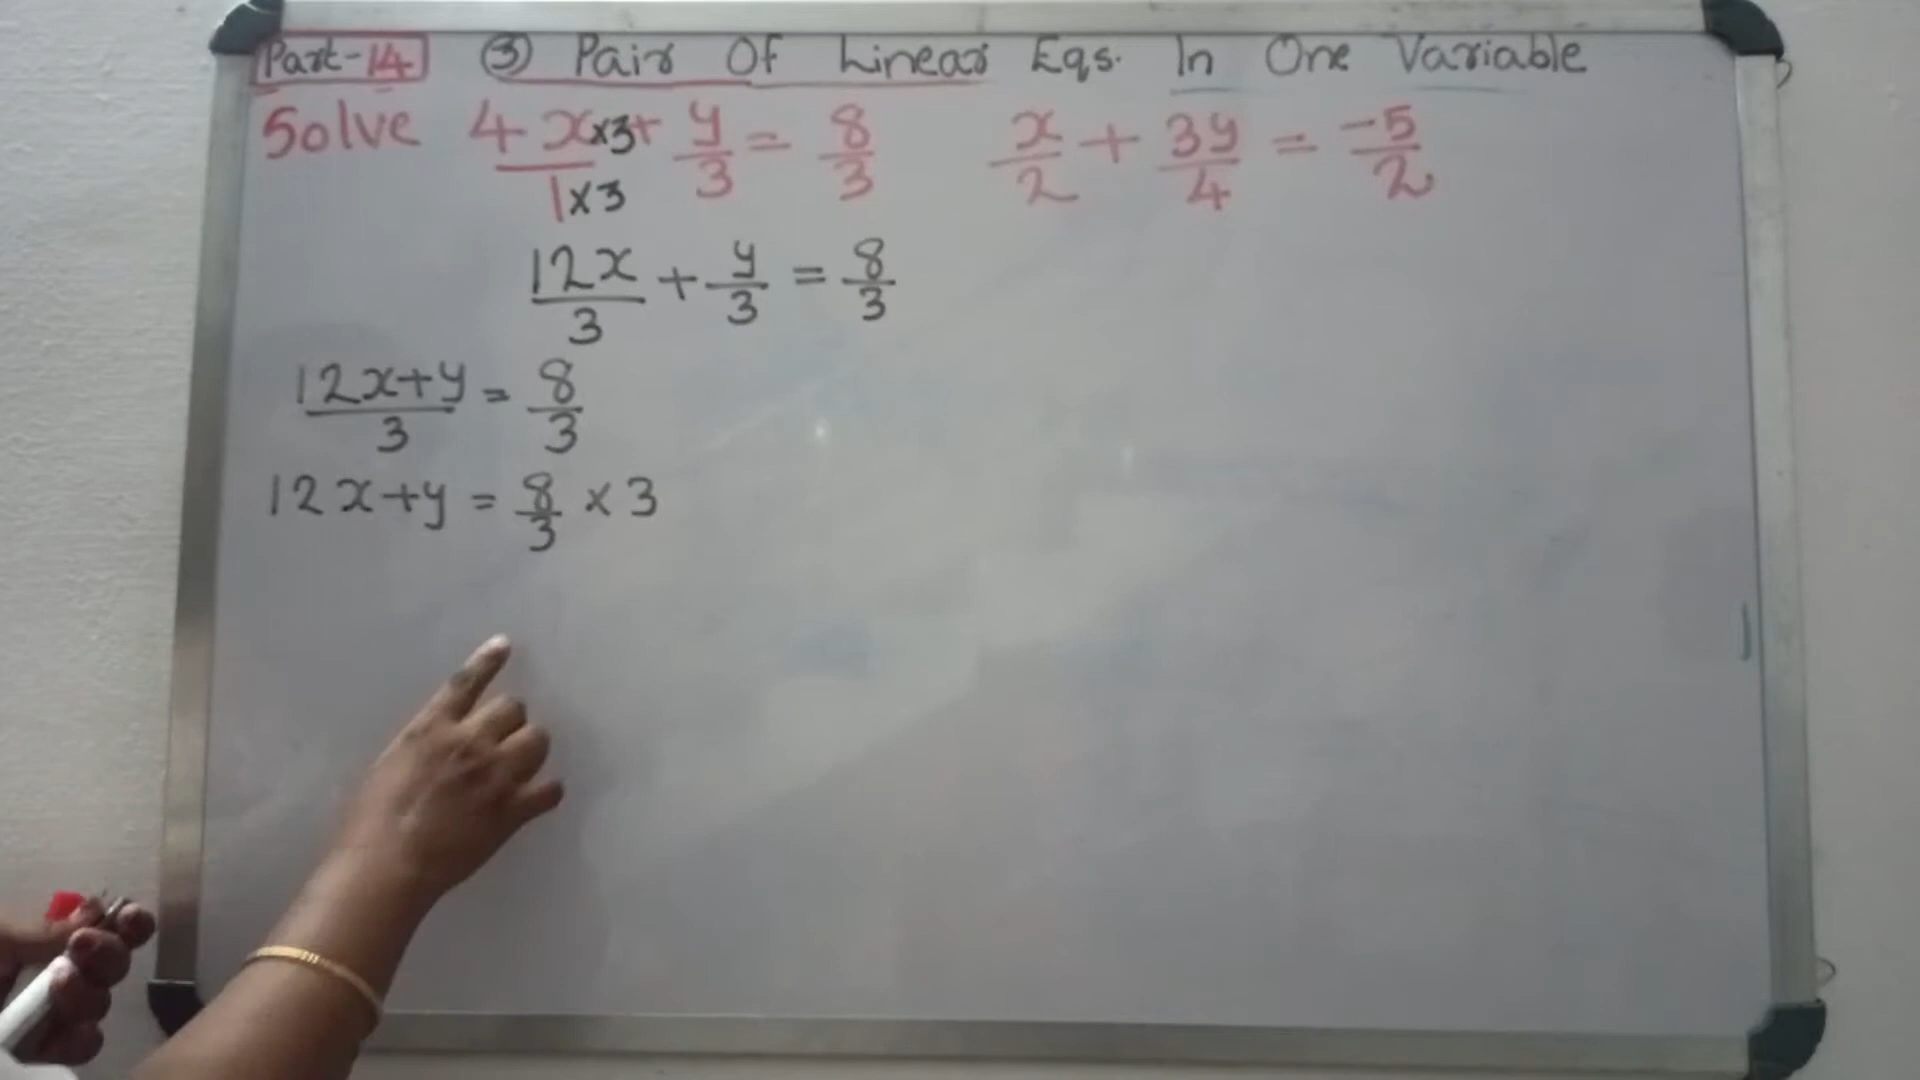 Part-14 ③ Pair Of Linear Eqs. In One Variable
Solve 4x×3/1×3 + y/3 = 8/3 x/2 + 3y/4 = -5/2
12x/3 + y/3 = 8/3
12x+y/3 = 8/3
12x+y = 8/3 × 3